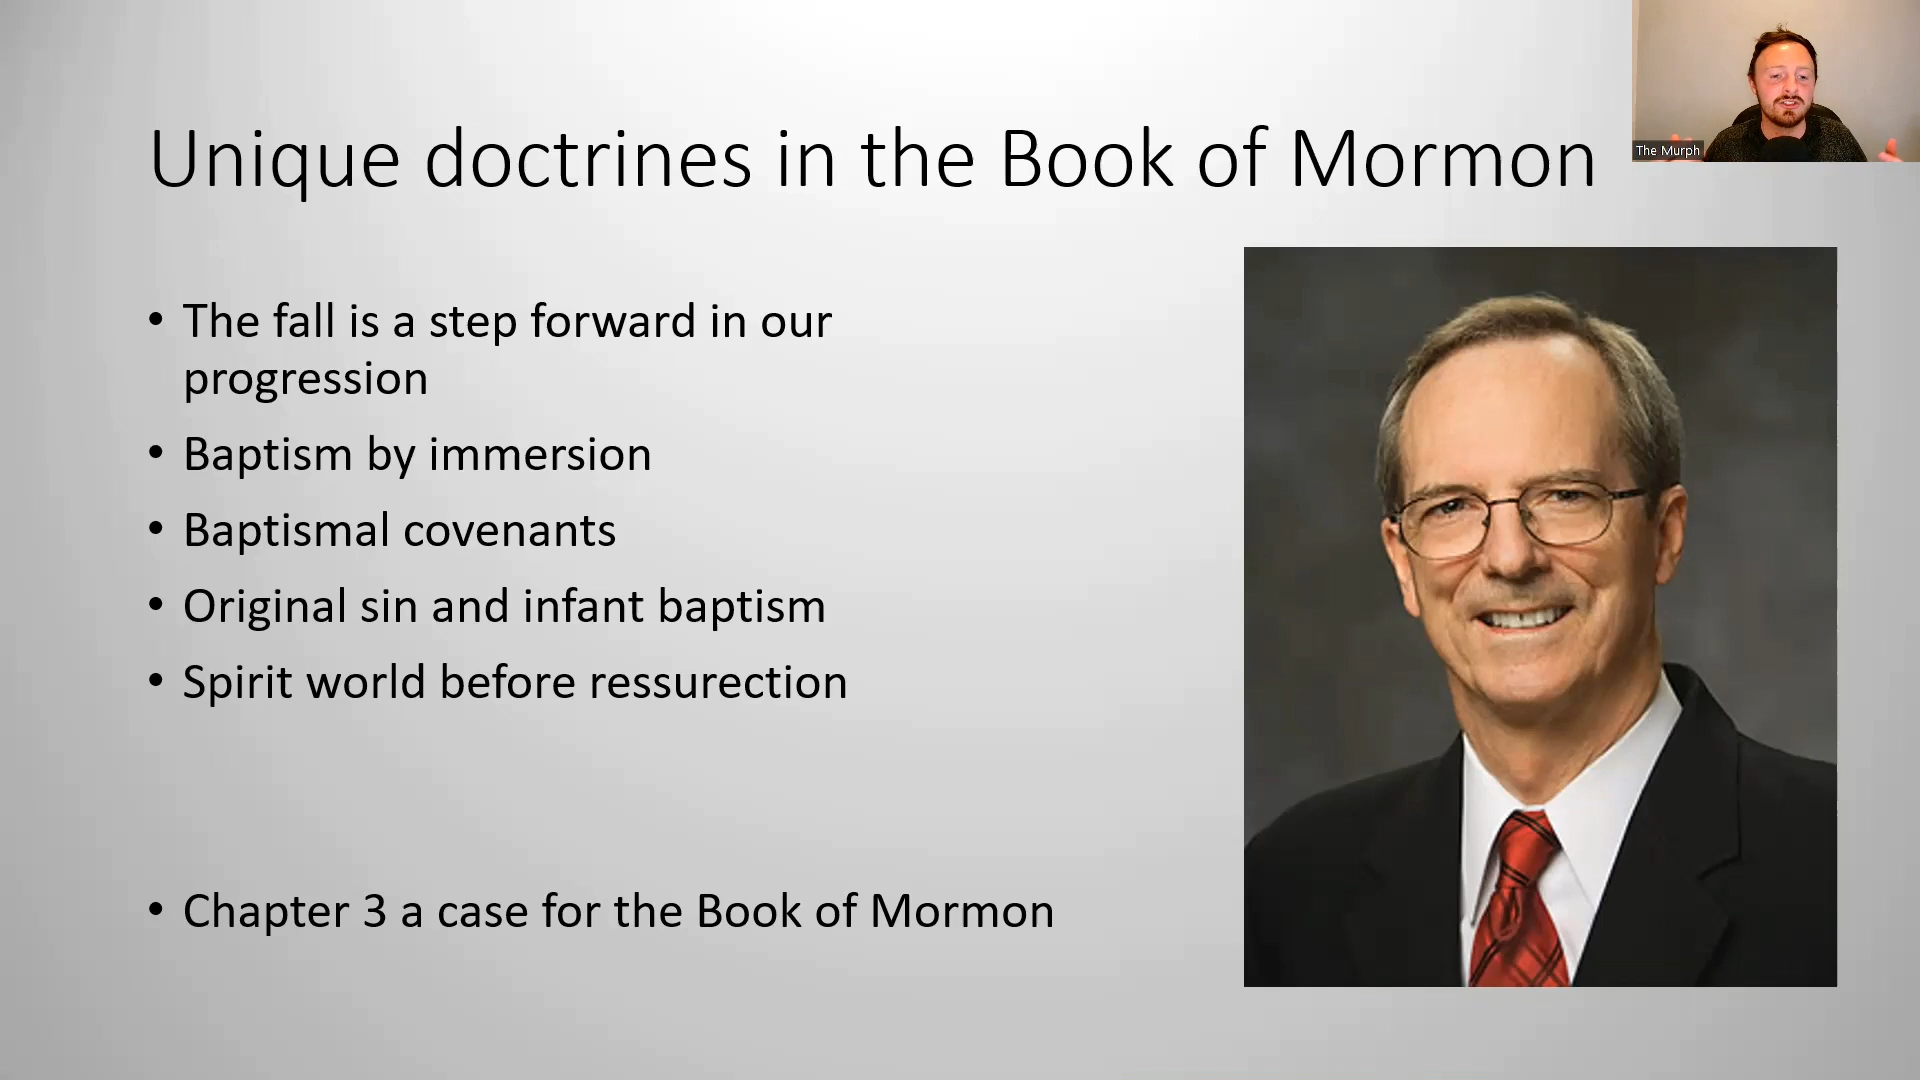 Unique doctrines in the Book of Mormon
The Murph
• The fall is a step forward in our
progression
• Baptism by immersion
• Baptismal covenants
• Original sin and infant baptism
• Spirit world before ressurection
• Chapter 3 a case for the Book of Mormon